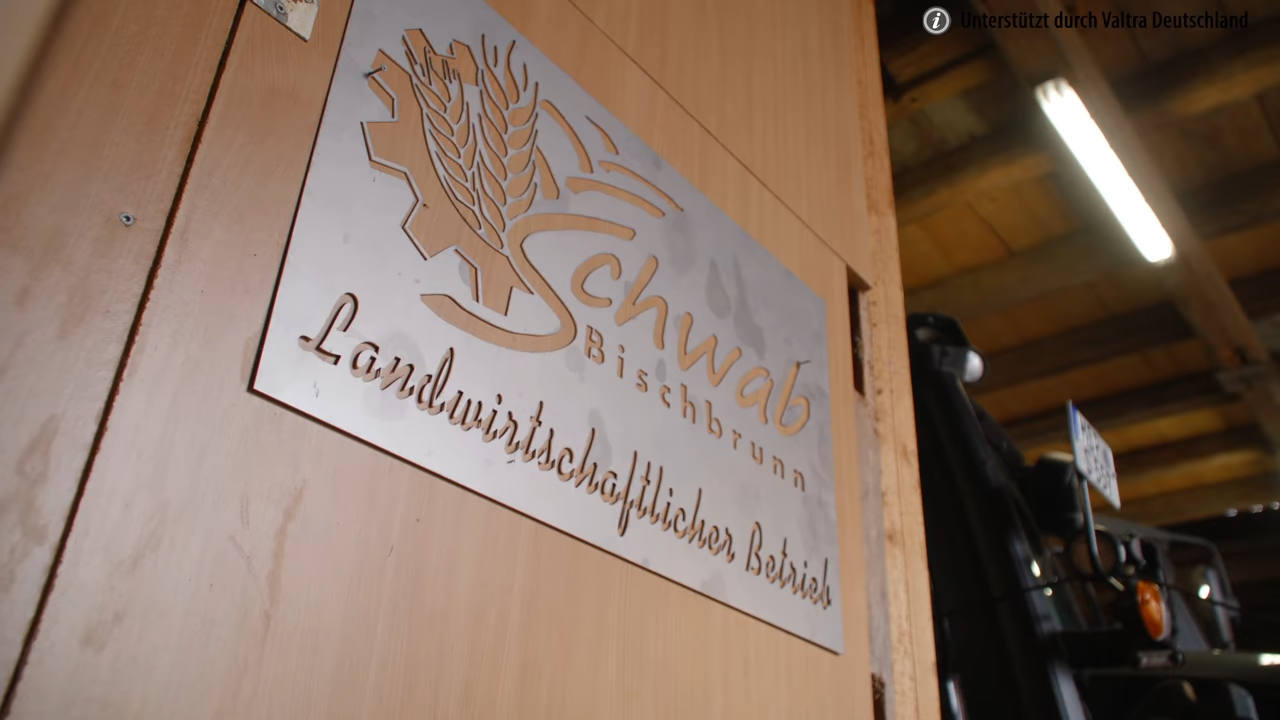 Unterstützt durch Valtra Deutschland
Schwab
Bischbrunn
Landwirtschaftlicher Betrieb